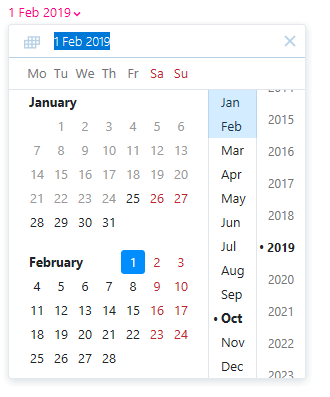 1 Feb 2019
1 Feb 2019
Mo Tu We Th Fr Sa Su
January
1 2 3 4 5 6
7 8 9 10 11 12 13
14 15 16 17 18 19 20
21 22 23 24 25 26 27
28 29 30 31
February 1 2 3
4 5 6 7 8 9 10
11 12 13 14 15 16 17
18 19 20 21 22 23 24
25 26 27 28
Jan
Feb
Mar
Apr
May
Jun
Jul
Aug
Sep
• Oct
Nov
Dec
2014
2015
2016
2017
2018
• 2019
2020
2021
2022
2023